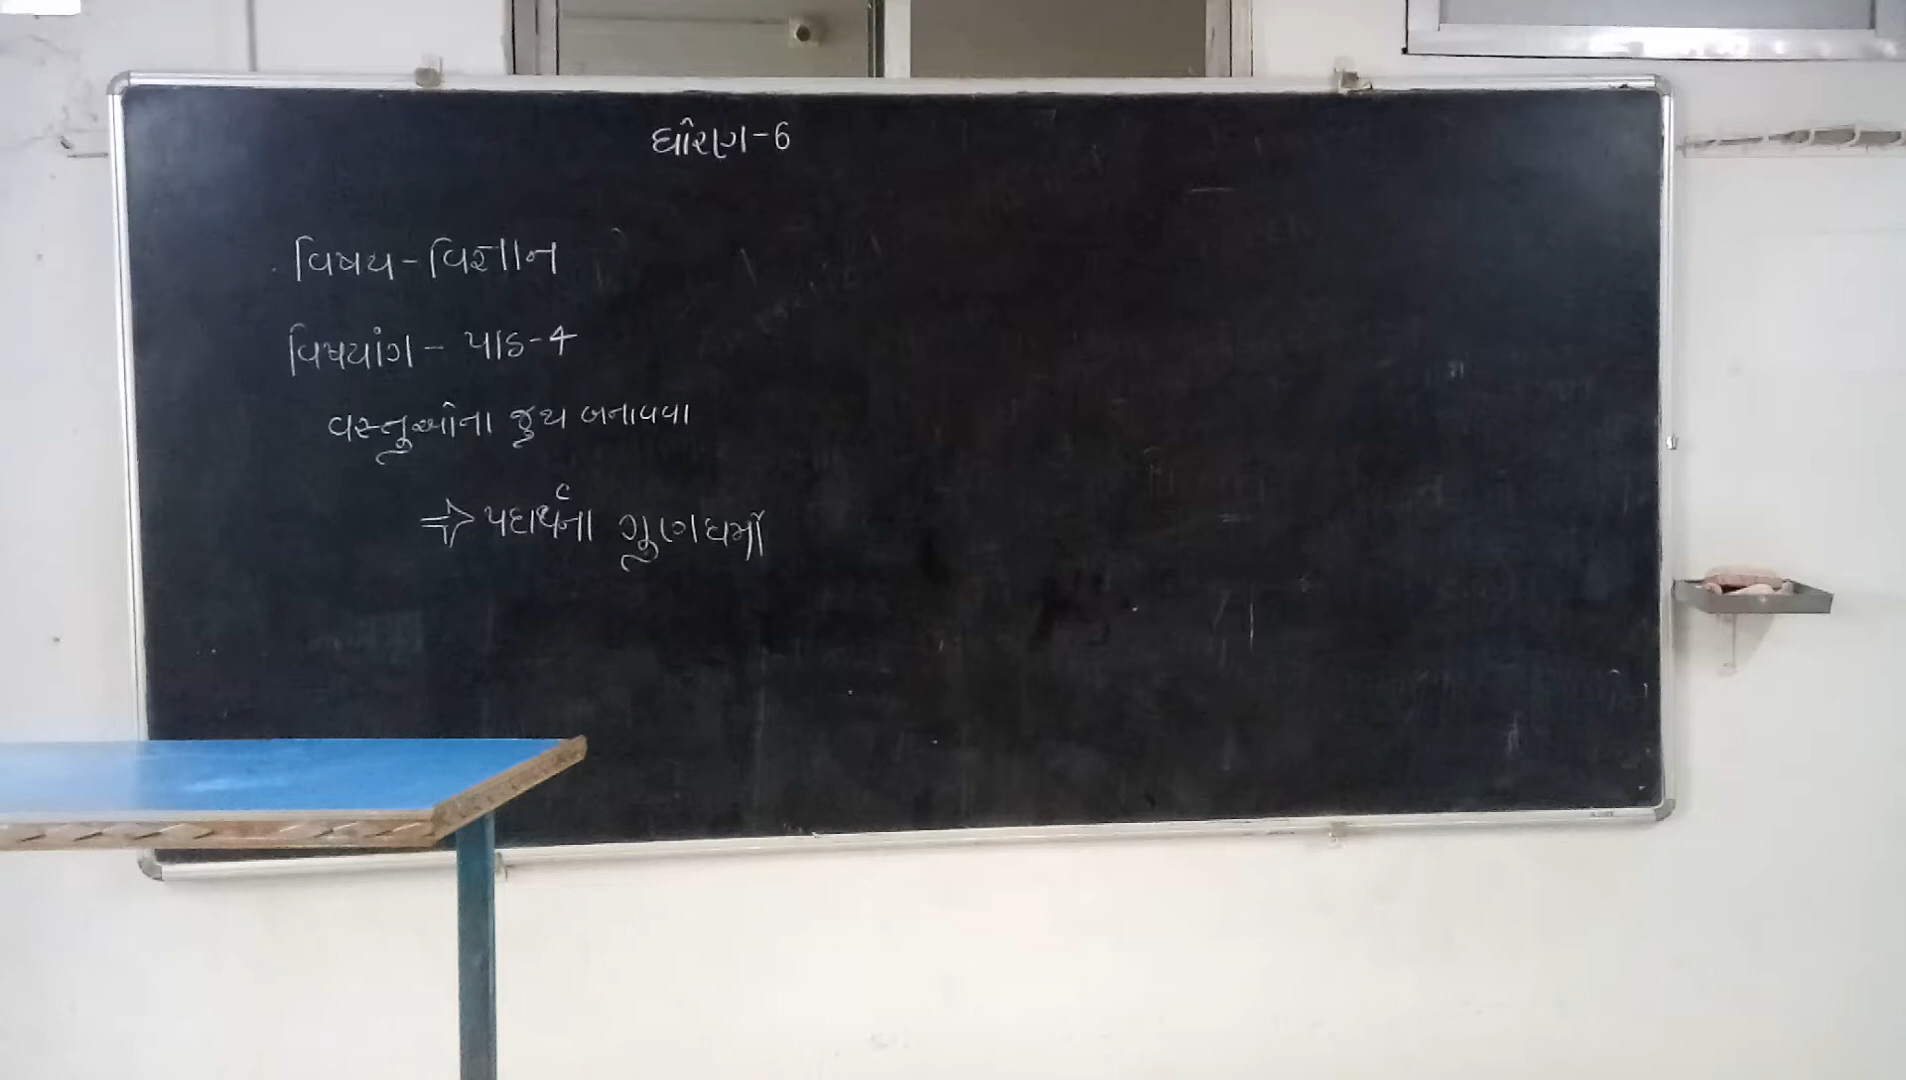 ધોરણ-6
વિષય - વિજ્ઞાન
વિષયાંગ - પાઠ-4
વસ્તુઓના જુથ બનાવવા
⇒ પદાર્થના ગુણધર્મો